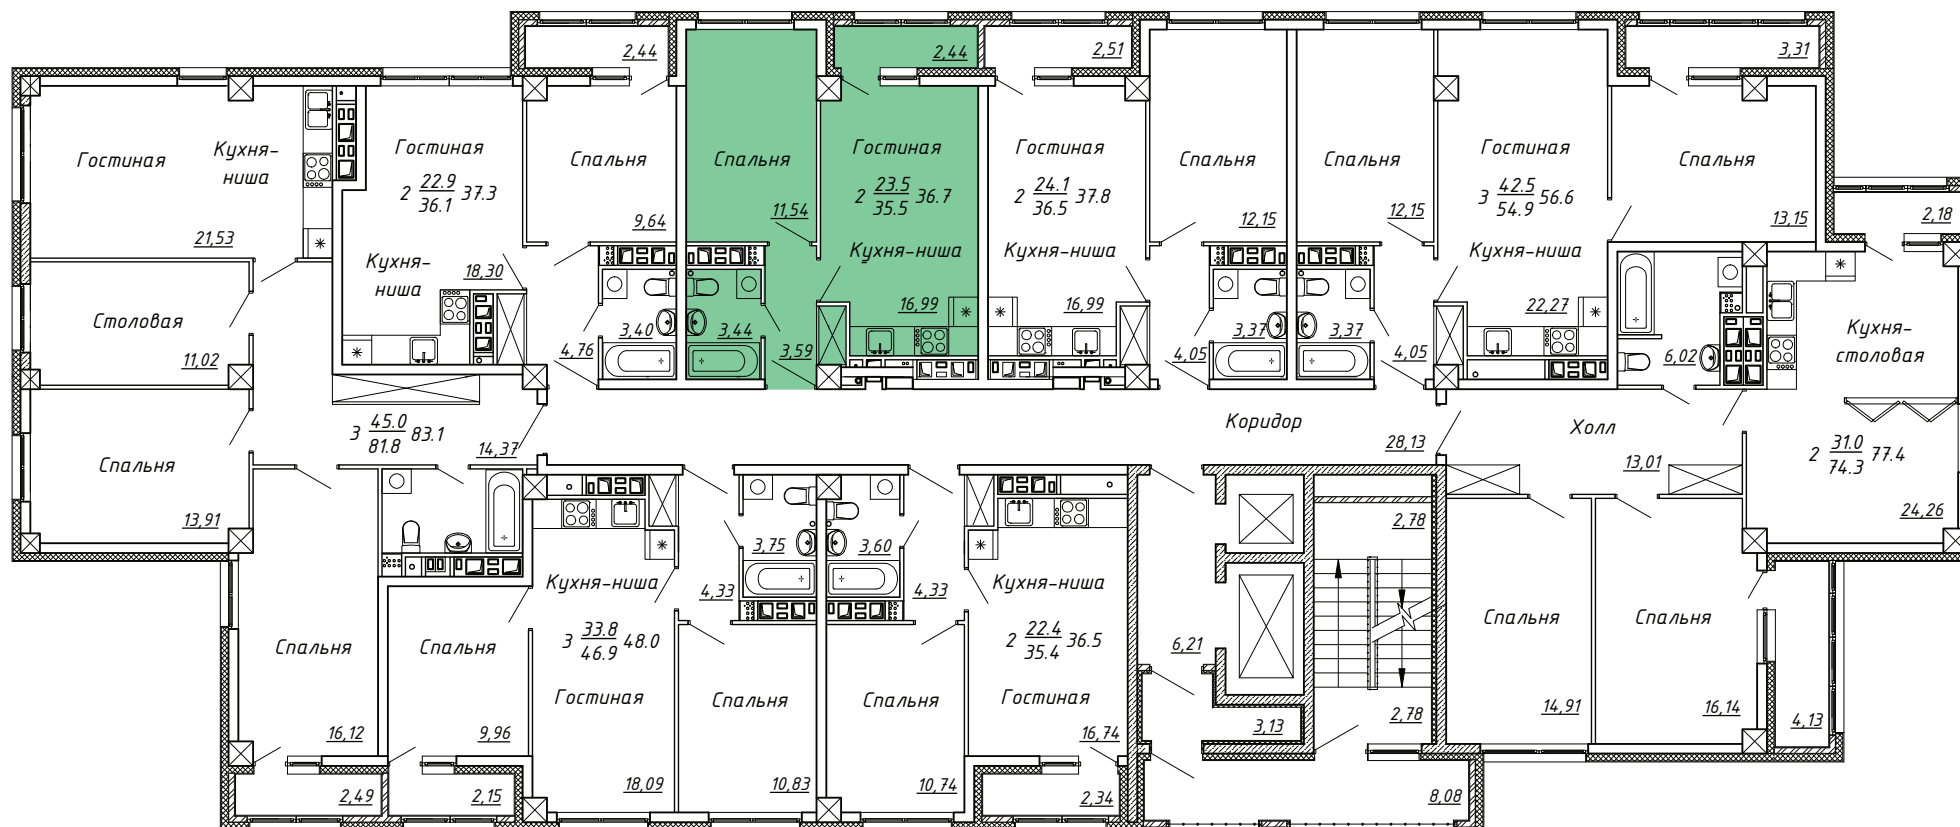 2,44
2,44
2,51
3,31
Гостиная
Кухня-
ниша
21,53
Гостиная
2 22.9 37.3
36.1
Кухня-
ниша
18,30
Спальня
9,64
Спальня
11,54
Гостиная
2 23.5 36.7
35.5
Кухня-ниша
16,99
Гостиная
2 24.1 37.8
36.5
Кухня-ниша
16,99
Спальня
12,15
Спальня
12,15
Гостиная
3 42.5 56.6
54.9
Кухня-ниша
22,27
Спальня
13,15
2,18
Столовая
11,02
4,76
3,40
3,44
3,59
4,05
3,37
3,37
4,05
6,02
Кухня-
столовая
3 45.0 83.1
81.8
14,37
Коридор
28,13
Холл
13,01
2 31.0 77.4
74.3
24,26
Спальня
13,91
Спальня
16,12
2,49
Спальня
9,96
2,15
Кухня-ниша
3 33.8 48.0
46.9
Гостиная
18,09
4,33
3,75
Спальня
10,83
3,60
4,33
Спальня
10,74
Кухня-ниша
2 22.4 36.5
35.4
Гостиная
16,74
2,34
6,21
3,13
2,78
2,78
8,08
Спальня
14,91
Спальня
16,14
4,13